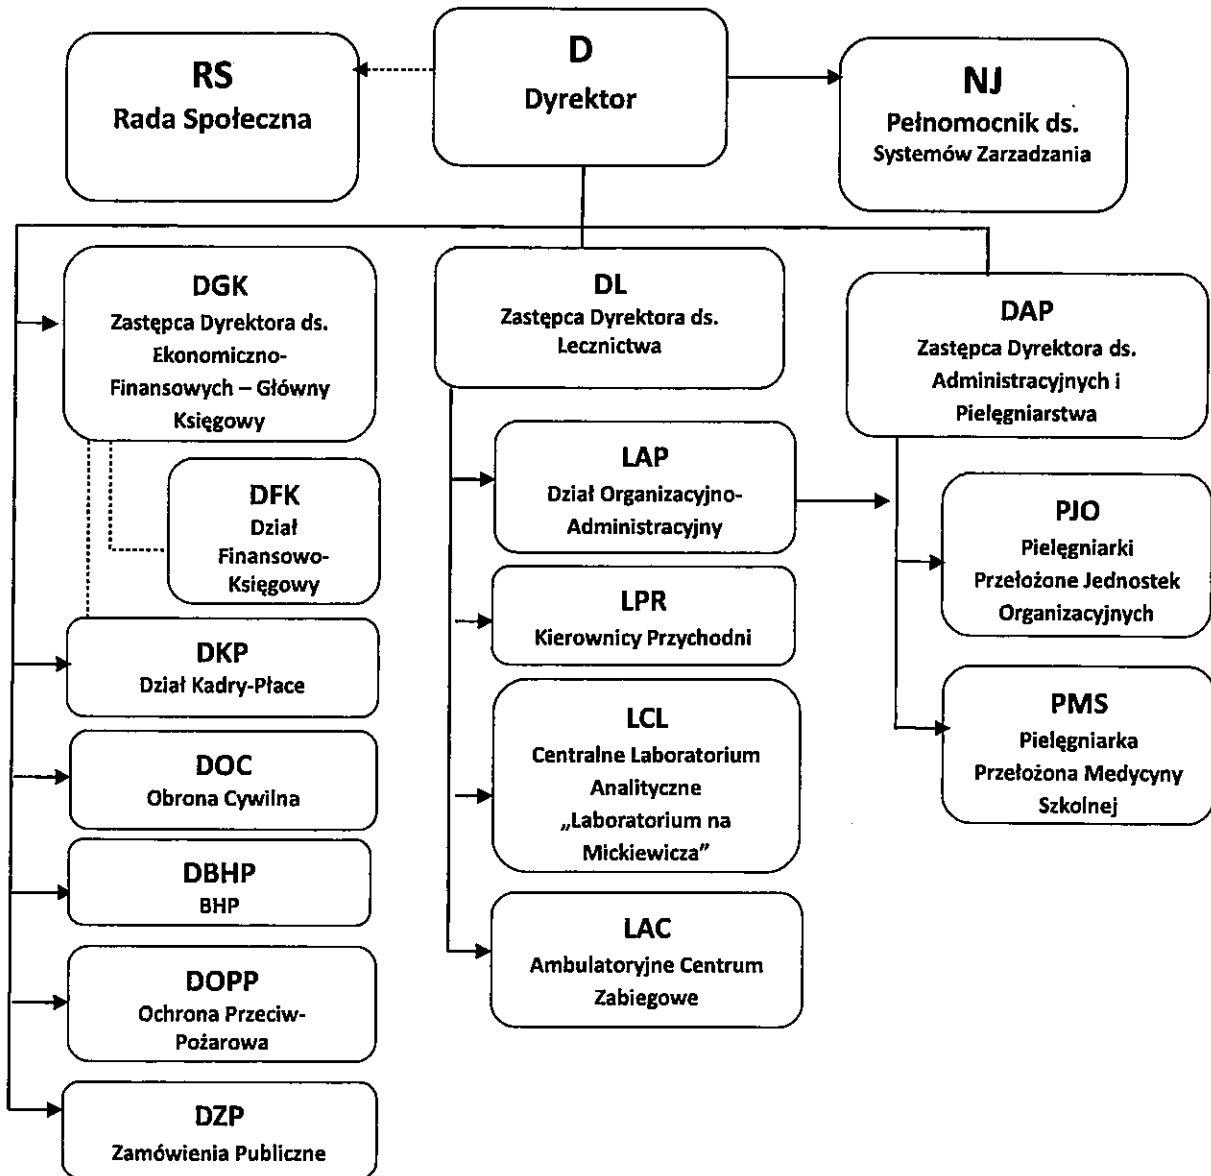 RS
Rada Społeczna
D
Dyrektor
NJ
Pełnomocnik ds.
Systemów Zarzadzania
DGK
Zastępca Dyrektora ds.
Ekonomiczno-
Finansowych – Główny
Księgowy
DFK
Dział
Finansowo-
Księgowy
DKP
Dział Kadry-Płace
DOC
Obrona Cywilna
DBHP
BHP
DOPP
Ochrona Przeciw-
Pożarowa
DZP
Zamówienia Publiczne
DL
Zastępca Dyrektora ds.
Lecznictwa
LAP
Dział Organizacyjno-
Administracyjny
LPR
Kierownicy Przychodni
LCL
Centralne Laboratorium
Analityczne
„Laboratorium na
Mickiewicza”
LAC
Ambulatoryjne Centrum
Zabiegowe
DAP
Zastępca Dyrektora ds.
Administracyjnych i
Pielęgniarstwa
PJO
Pielęgniarki
Przełożone Jednostek
Organizacyjnych
PMS
Pielęgniarka
Przełożona Medycyny
Szkolnej